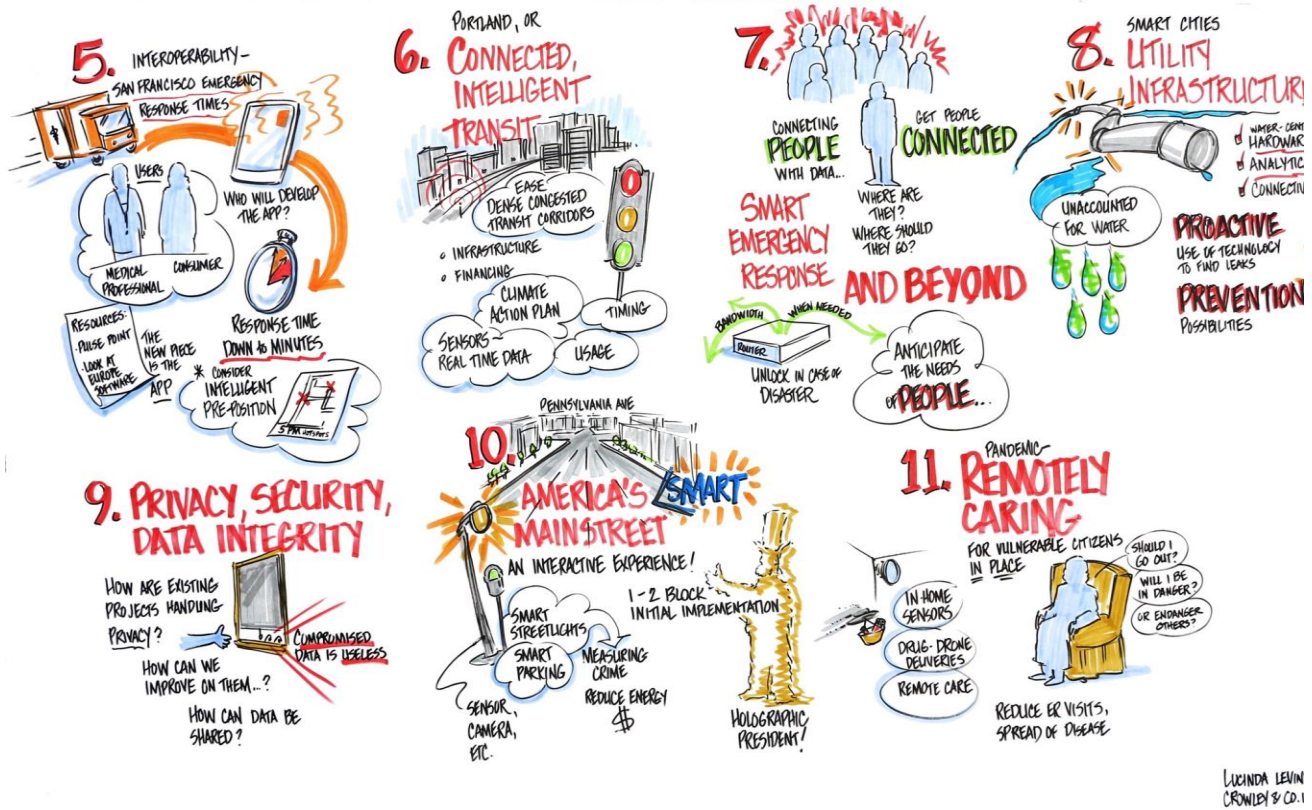 5. INTEROPERABILITY-
SAN FRANCISCO EMERGENCY
RESPONSE TIMES
USERS
MEDICAL
PROFESSIONAL
CONSUMER
WHO WILL DEVELOP
THE APP?
RESPONSE TIME
DOWN to MINUTES
RESOURCES:
·PULSE POINT
·LOOK AT
EUROPE
SOFTWARE
THE
NEW PIECE
IS THE
APP
* CONSIDER
INTELLIGENT
PRE-POSITION
5 PM HOTSPOTS
6. PORTLAND, OR
CONNECTED,
INTELLIGENT
TRANSIT
EASE:
DENSE CONGESTED
TRANSIT CORRIDORS
○ INFRASTRUCTURE
○ FINANCING
CLIMATE
ACTION PLAN
TIMING
SENSORS~
REAL TIME DATA
USAGE
7.
CONNECTING
PEOPLE
WITH DATA...
GET PEOPLE
CONNECTED
WHERE ARE
THEY?
WHERE SHOULD
THEY GO?
SMART
EMERGENCY
RESPONSE
AND BEYOND
BANDWIDTH
WHEN NEEDED
ROUTER
UNLOCK IN CASE OF
DISASTER
ANTICIPATE
THE NEEDS
OF PEOPLE...
8. SMART CITIES
UTILITY
INFRASTRUCTURE
WATER-CENT
HARDWAR
ANALYTIC
CONNECTIV
UNACCOUNTED
FOR WATER
PROACTIVE
USE OF TECHNOLOGY
TO FIND LEAKS
PREVENTION
POSSIBILITIES
9. PRIVACY, SECURITY,
DATA INTEGRITY
HOW ARE EXISTING
PROJECTS HANDLING
PRIVACY?
HOW CAN WE
IMPROVE ON THEM...?
HOW CAN DATA BE
SHARED?
COMPROMISED
DATA IS USELESS
PENNSYLVANIA AVE
10.
AMERICA'S SMART
MAINSTREET
AN INTERACTIVE EXPERIENCE!
1-2 BLOCK
INITIAL IMPLEMENTATION
SMART
STREETLIGHTS
SMART
PARKING
MEASURING
CRIME
REDUCE ENERGY
$
SENSOR,
CAMERA,
ETC.
HOLOGRAPHIC
PRESIDENT!
11. PANDEMIC-
REMOTELY
CARING
FOR VULNERABLE CITIZENS
IN PLACE
SHOULD I
GO OUT?
WILL I BE
IN DANGER?
OR ENDANGER
OTHERS?
IN HOME
SENSORS
DRUG-DRONE
DELIVERIES
REMOTE CARE
REDUCE ER VISITS,
SPREAD OF DISEASE
LUCINDA LEVIN
CROWLEY & CO.